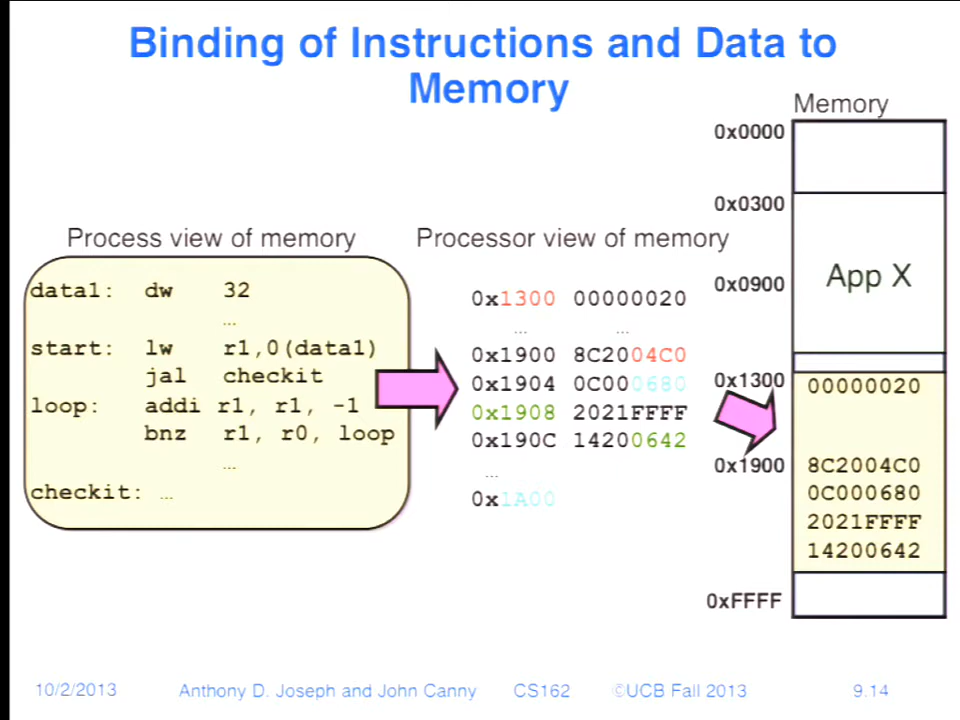 Binding of Instructions and Data to
Memory
Memory
0x0000
0x0300
Process view of memory
Processor view of memory
data1: dw 32
…
start: lw r1,0(data1)
jal checkit
loop: addi r1, r1, -1
bnz r1, r0, loop
…
checkit: …
0x1300 00000020
… …
0x1900 8C2004C0
0x1904 0C000680
0x1908 2021FFFF
0x190C 14200642
…
0x1A00
0x0900
App X
0x1300
00000020
0x1900
8C2004C0
0C000680
2021FFFF
14200642
0xFFFF
10/2/2013 Anthony D. Joseph and John Canny CS162 ©UCB Fall 2013 9.14